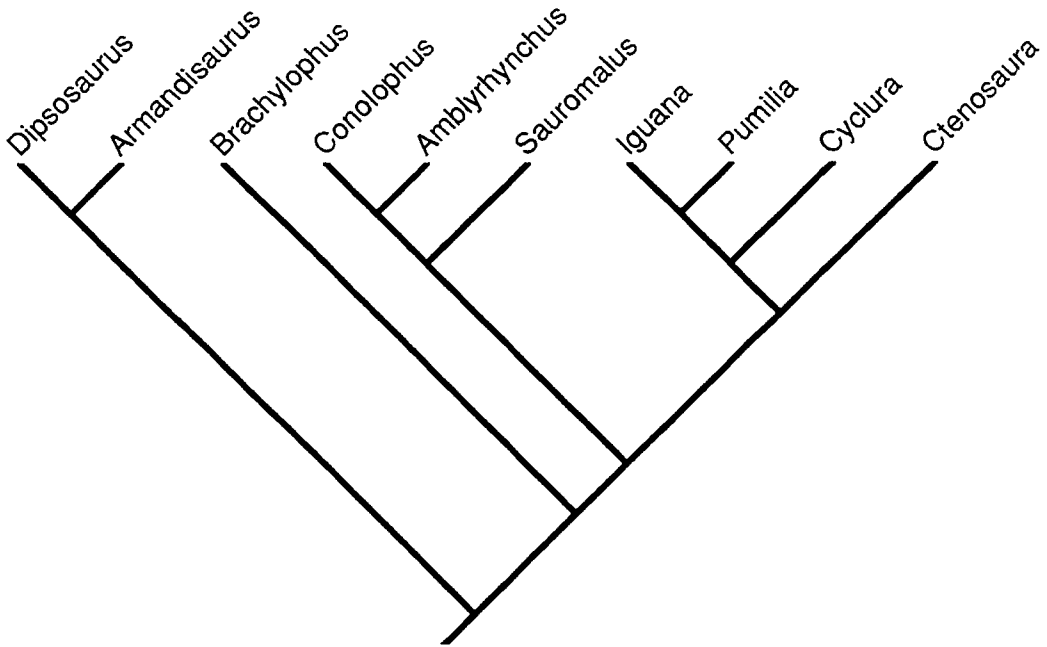 Dipsosaurus
Armandisaurus
Brachylophus
Conolophus
Amblyrhynchus
Sauromalus
Iguana
Pumilia
Cyclura
Ctenosaura